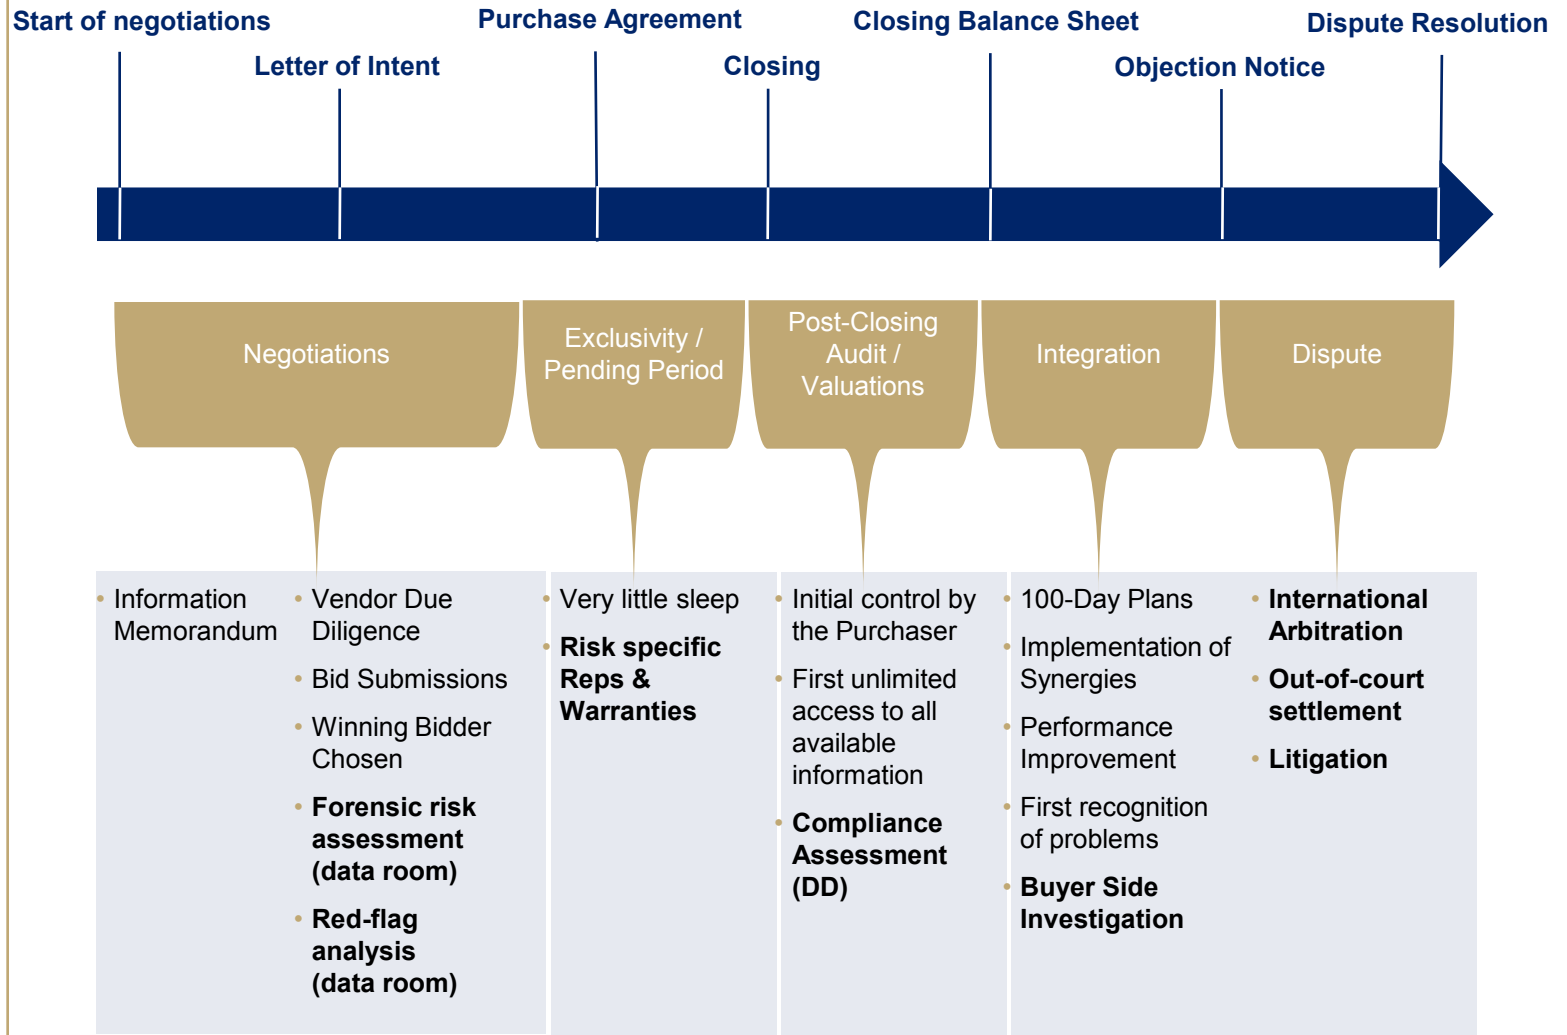 Start of negotiations
Purchase Agreement
Closing Balance Sheet
Dispute Resolution
Letter of Intent
Closing
Objection Notice
Negotiations
Exclusivity /
Pending Period
Post-Closing
Audit /
Valuations
Integration
Dispute
• Information
Memorandum
• Vendor Due
Diligence
• Bid Submissions
• Winning Bidder
Chosen
• Forensic risk
assessment
(data room)
• Red-flag
analysis
(data room)
• Very little sleep
• Risk specific
Reps &
Warranties
• Initial control by
the Purchaser
• First unlimited
access to all
available
information
• Compliance
Assessment
(DD)
• 100-Day Plans
• Implementation of
Synergies
• Performance
Improvement
• First recognition
of problems
• Buyer Side
Investigation
• International
Arbitration
• Out-of-court
settlement
• Litigation